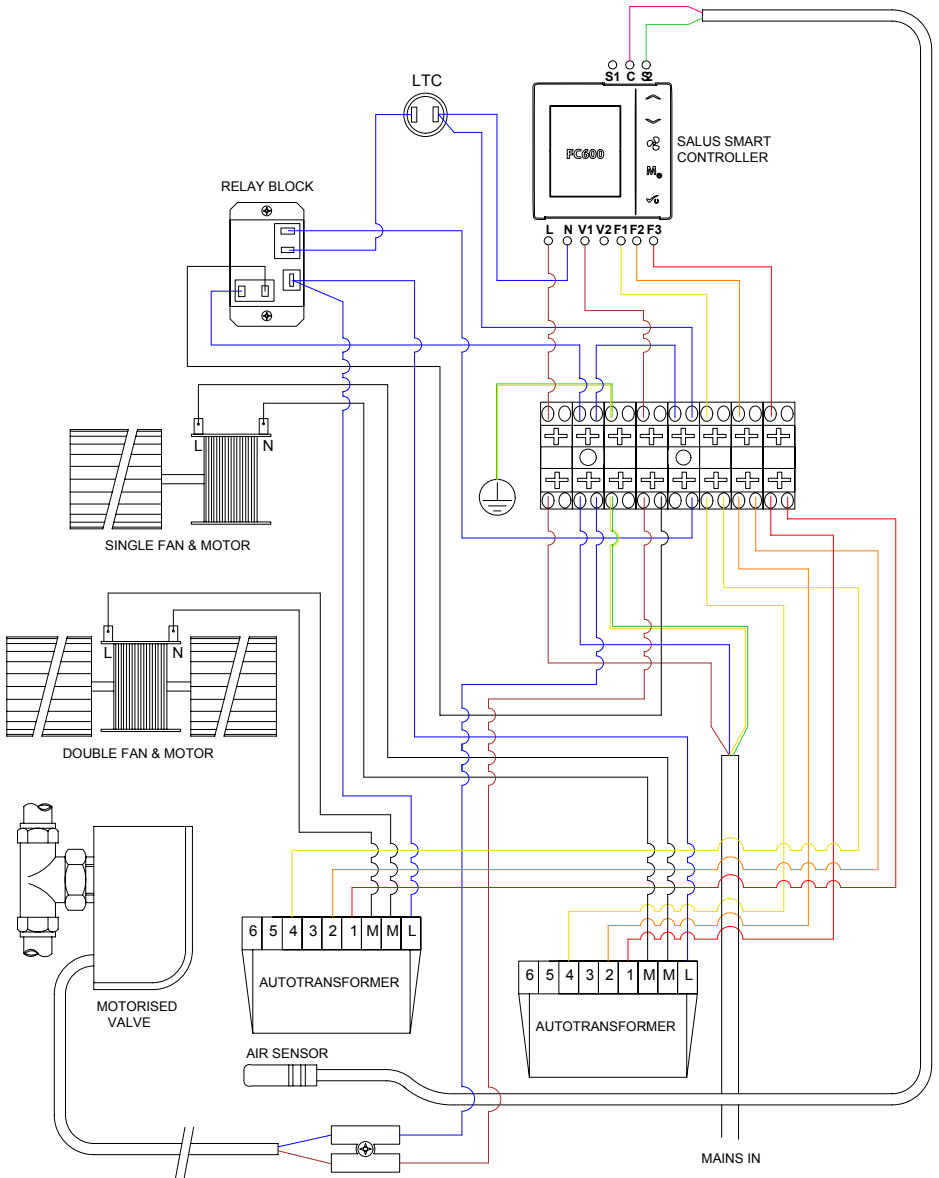 LTC
S1 C S2
SALUS SMART
CONTROLLER
FC600
M
RELAY BLOCK
L N V1 V2 F1 F2 F3
L N
SINGLE FAN & MOTOR
L N
DOUBLE FAN & MOTOR
6 5 4 3 2 1 M M L
AUTOTRANSFORMER
6 5 4 3 2 1 M M L
AUTOTRANSFORMER
MOTORISED
VALVE
AIR SENSOR
MAINS IN